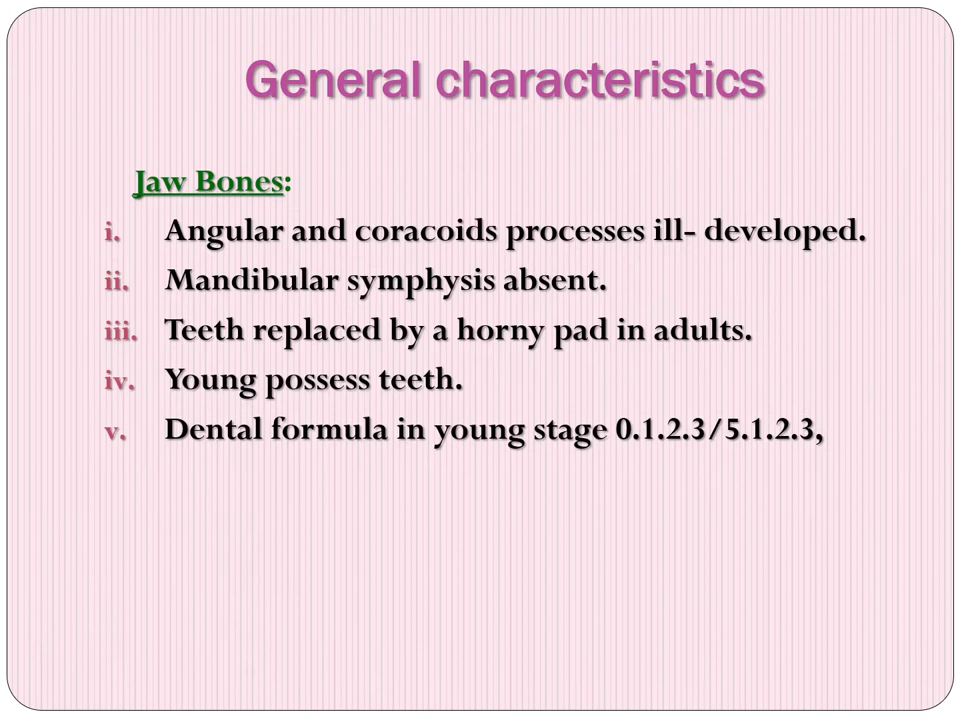 General characteristics
Jaw Bones:
i. Angular and coracoids processes ill- developed.
ii. Mandibular symphysis absent.
iii. Teeth replaced by a horny pad in adults.
iv. Young possess teeth.
v. Dental formula in young stage 0.1.2.3/5.1.2.3,